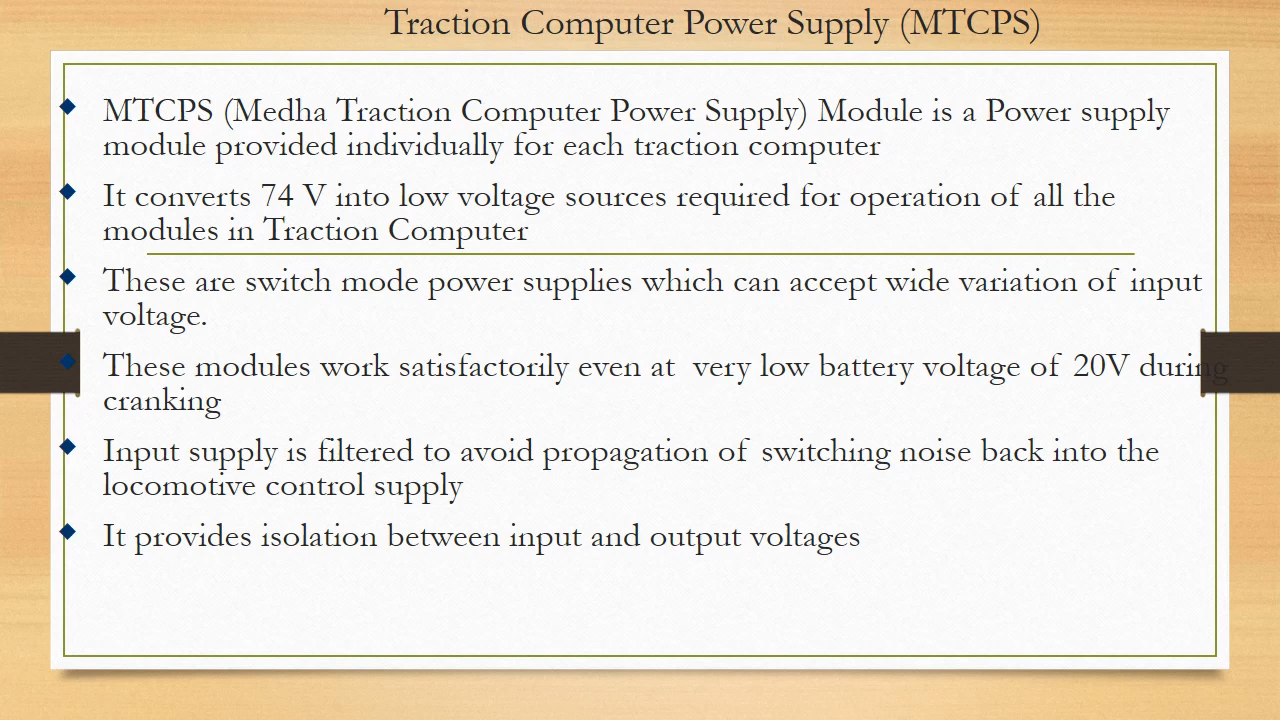 Traction Computer Power Supply (MTCPS)
MTCPS (Medha Traction Computer Power Supply) Module is a Power supply
module provided individually for each traction computer
It converts 74 V into low voltage sources required for operation of all the
modules in Traction Computer
These are switch mode power supplies which can accept wide variation of input
voltage.
These modules work satisfactorily even at  very low battery voltage of 20V during
cranking
Input supply is filtered to avoid propagation of switching noise back into the
locomotive control supply
It provides isolation between input and output voltages